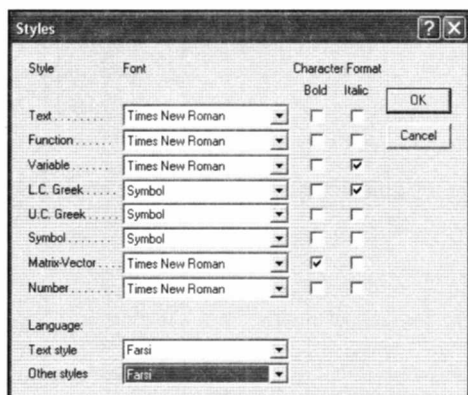 Styles
Style Font Character Format
Bold Italic
OK
Text . . . . . . . . Times New Roman
Function . . . . . . Times New Roman
Cancel
Variable . . . . . . Times New Roman
L.C. Greek . . . . . Symbol
U.C. Greek . . . . . Symbol
Symbol . . . . . . . Symbol
Matrix-Vector . . . . Times New Roman
Number . . . . . . . Times New Roman
Language:
Text style Farsi
Other styles Farsi